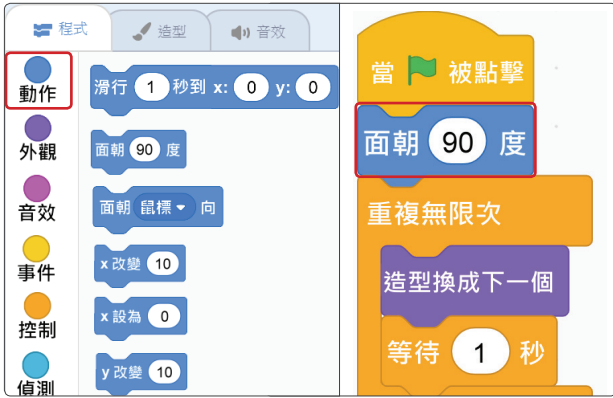 程式 造型 音效
動作
外觀
音效
事件
控制
偵測
滑行 1 秒到 x: 0 y: 0
面朝 90 度
面朝 鼠標 向
x 改變 10
x 設為 0
y 改變 10
當 被點擊
面朝 90 度
重複無限次
造型換成下一個
等待 1 秒